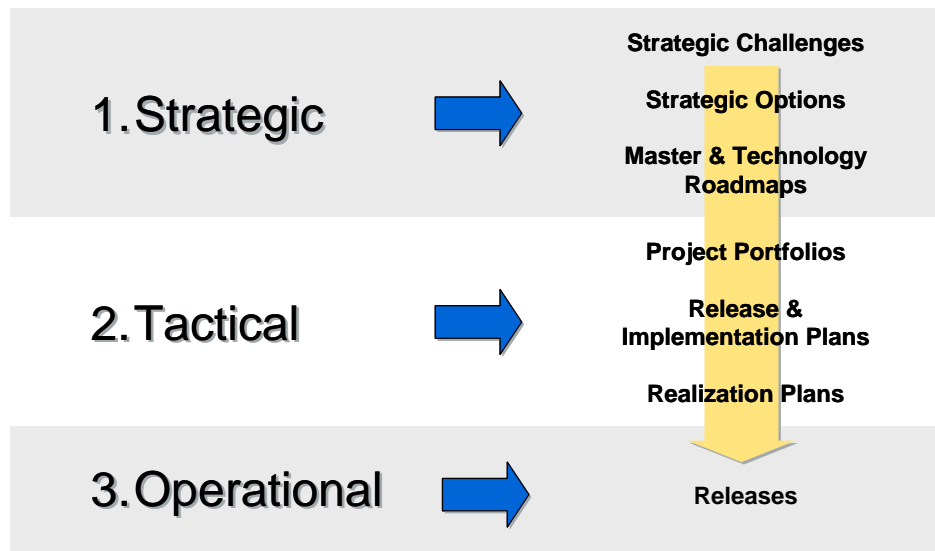 Strategic Challenges
1.Strategic
Strategic Options
Master & Technology
Roadmaps
Project Portfolios
2.Tactical
Release &
Implementation Plans
Realization Plans
3.Operational
Releases